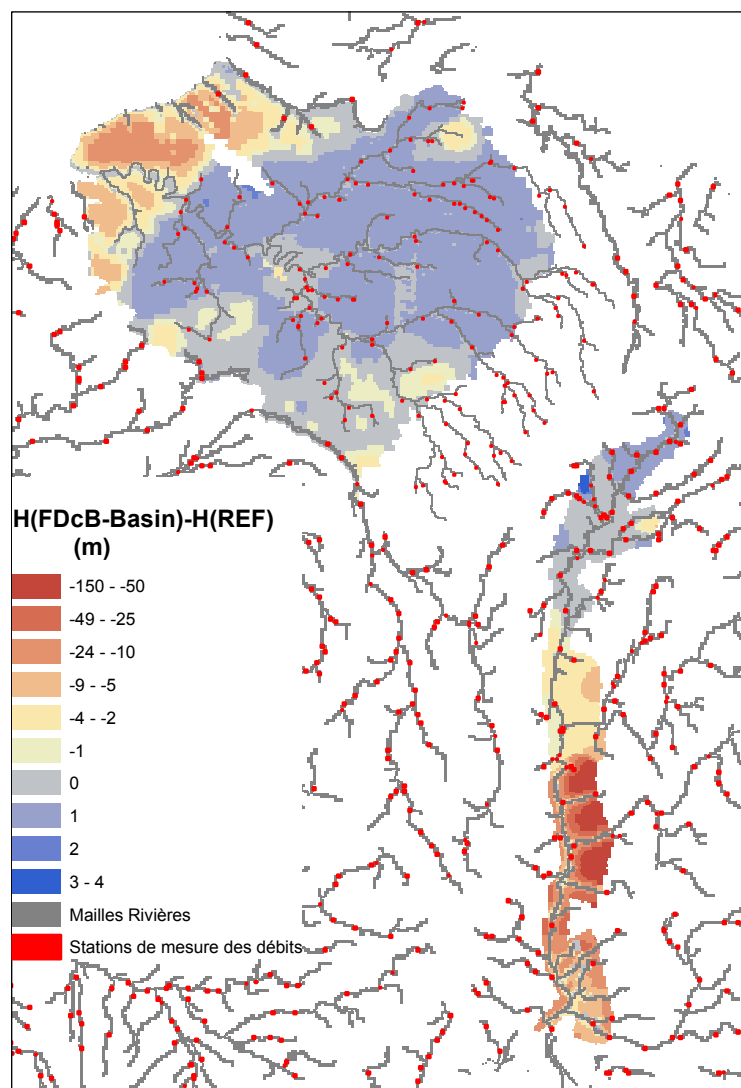 H(FDcB-Basin)-H(REF)
(m)
-150 - -50
-49 - -25
-24 - -10
-9 - -5
-4 - -2
-1
0
1
2
3 - 4
Mailles Rivières
Stations de mesure des débits